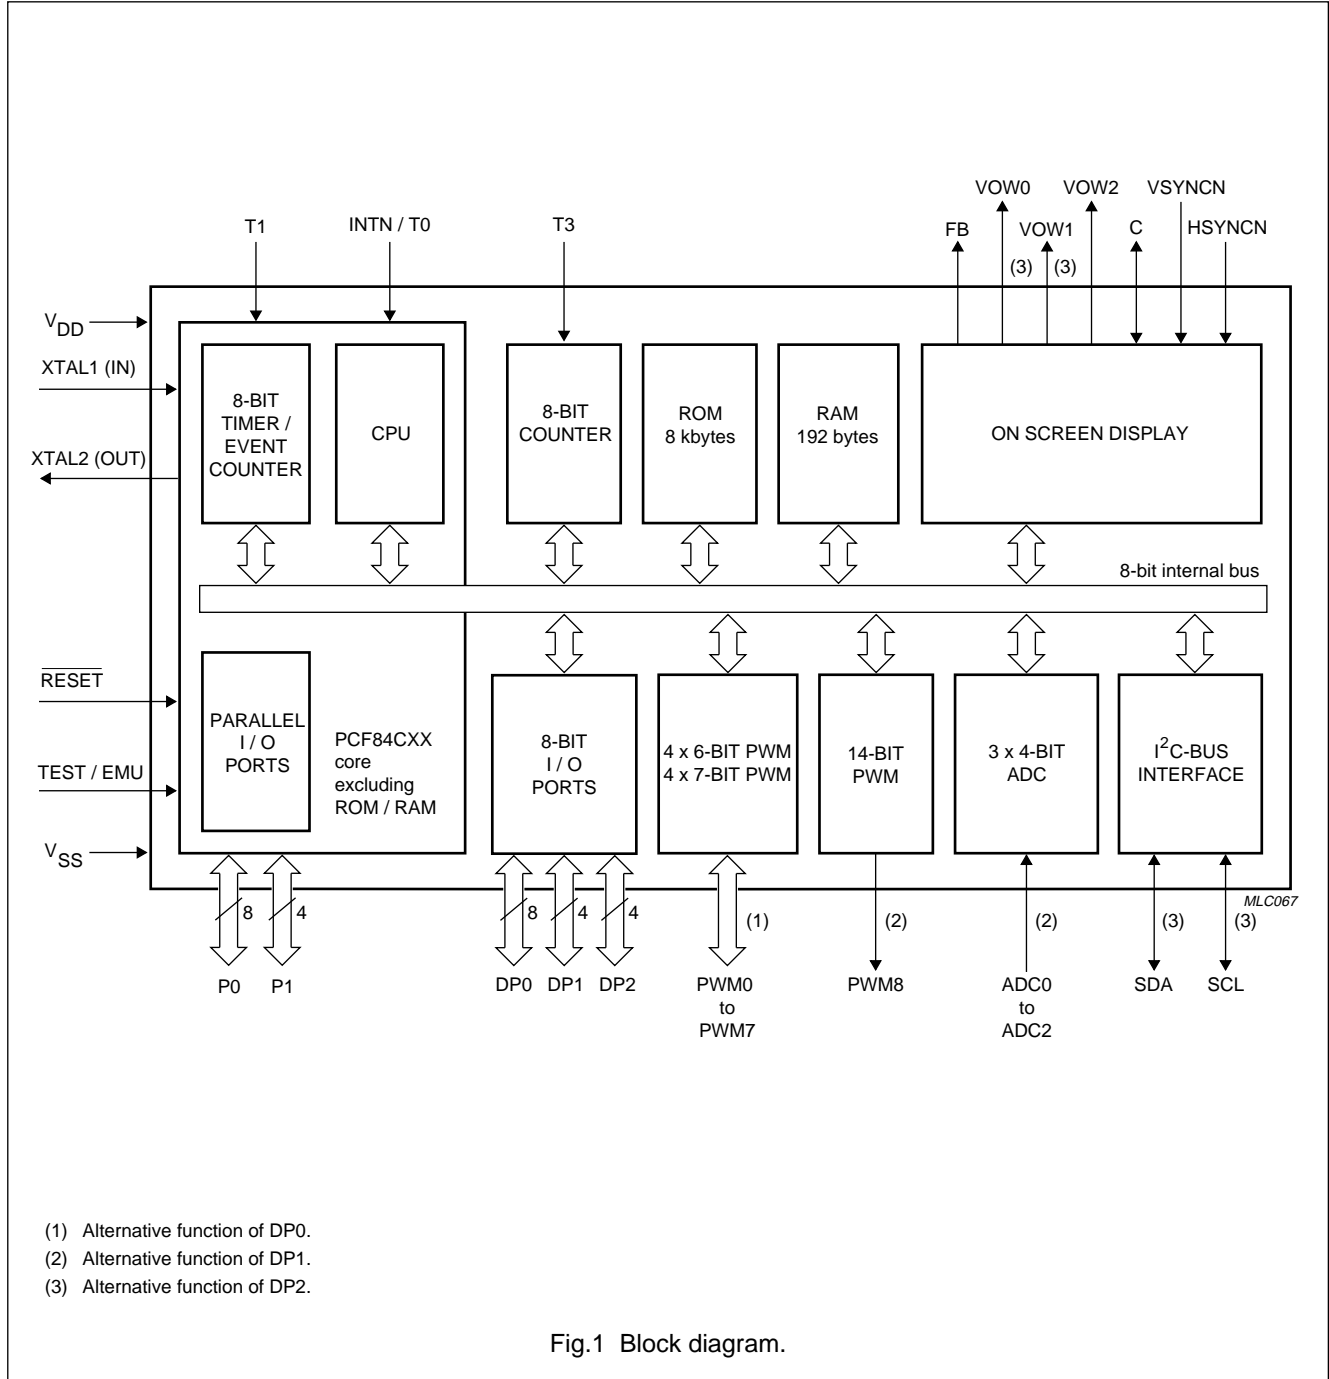 VOW0
VOW2
VSYNCN
T1
INTN / T0
T3
FB
VOW1
C
HSYNCN
(3)
(3)
VDD
XTAL1 (IN)
XTAL2 (OUT)
8-BIT
TIMER /
EVENT
COUNTER
CPU
8-BIT
COUNTER
ROM
8 kbytes
RAM
192 bytes
ON SCREEN DISPLAY
8-bit internal bus
RESET
TEST / EMU
VSS
PARALLEL
I / O
PORTS
PCF84CXX
core
excluding
ROM / RAM
8-BIT
I / O
PORTS
4 x 6-BIT PWM
4 x 7-BIT PWM
14-BIT
PWM
3 x 4-BIT
ADC
I²C-BUS
INTERFACE
MLC067
8
4
8
4
4
(1)
(2)
(2)
(3)
(3)
P0
P1
DP0
DP1
DP2
PWM0
to
PWM7
PWM8
ADC0
to
ADC2
SDA
SCL
(1) Alternative function of DP0.
(2) Alternative function of DP1.
(3) Alternative function of DP2.
Fig.1 Block diagram.